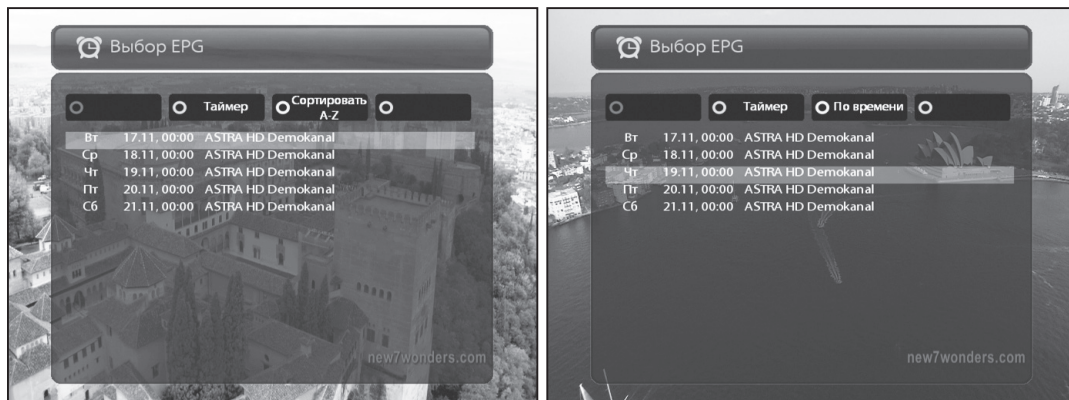 Выбор EPG
Таймер
Сортировать
A-Z
Вт 17.11, 00:00 ASTRA HD Demokanal
Ср 18.11, 00:00 ASTRA HD Demokanal
Чт 19.11, 00:00 ASTRA HD Demokanal
Пт 20.11, 00:00 ASTRA HD Demokanal
Сб 21.11, 00:00 ASTRA HD Demokanal
new7wonders.com
Выбор EPG
Таймер
По времени
Вт 17.11, 00:00 ASTRA HD Demokanal
Ср 18.11, 00:00 ASTRA HD Demokanal
Чт 19.11, 00:00 ASTRA HD Demokanal
Пт 20.11, 00:00 ASTRA HD Demokanal
Сб 21.11, 00:00 ASTRA HD Demokanal
new7wonders.com